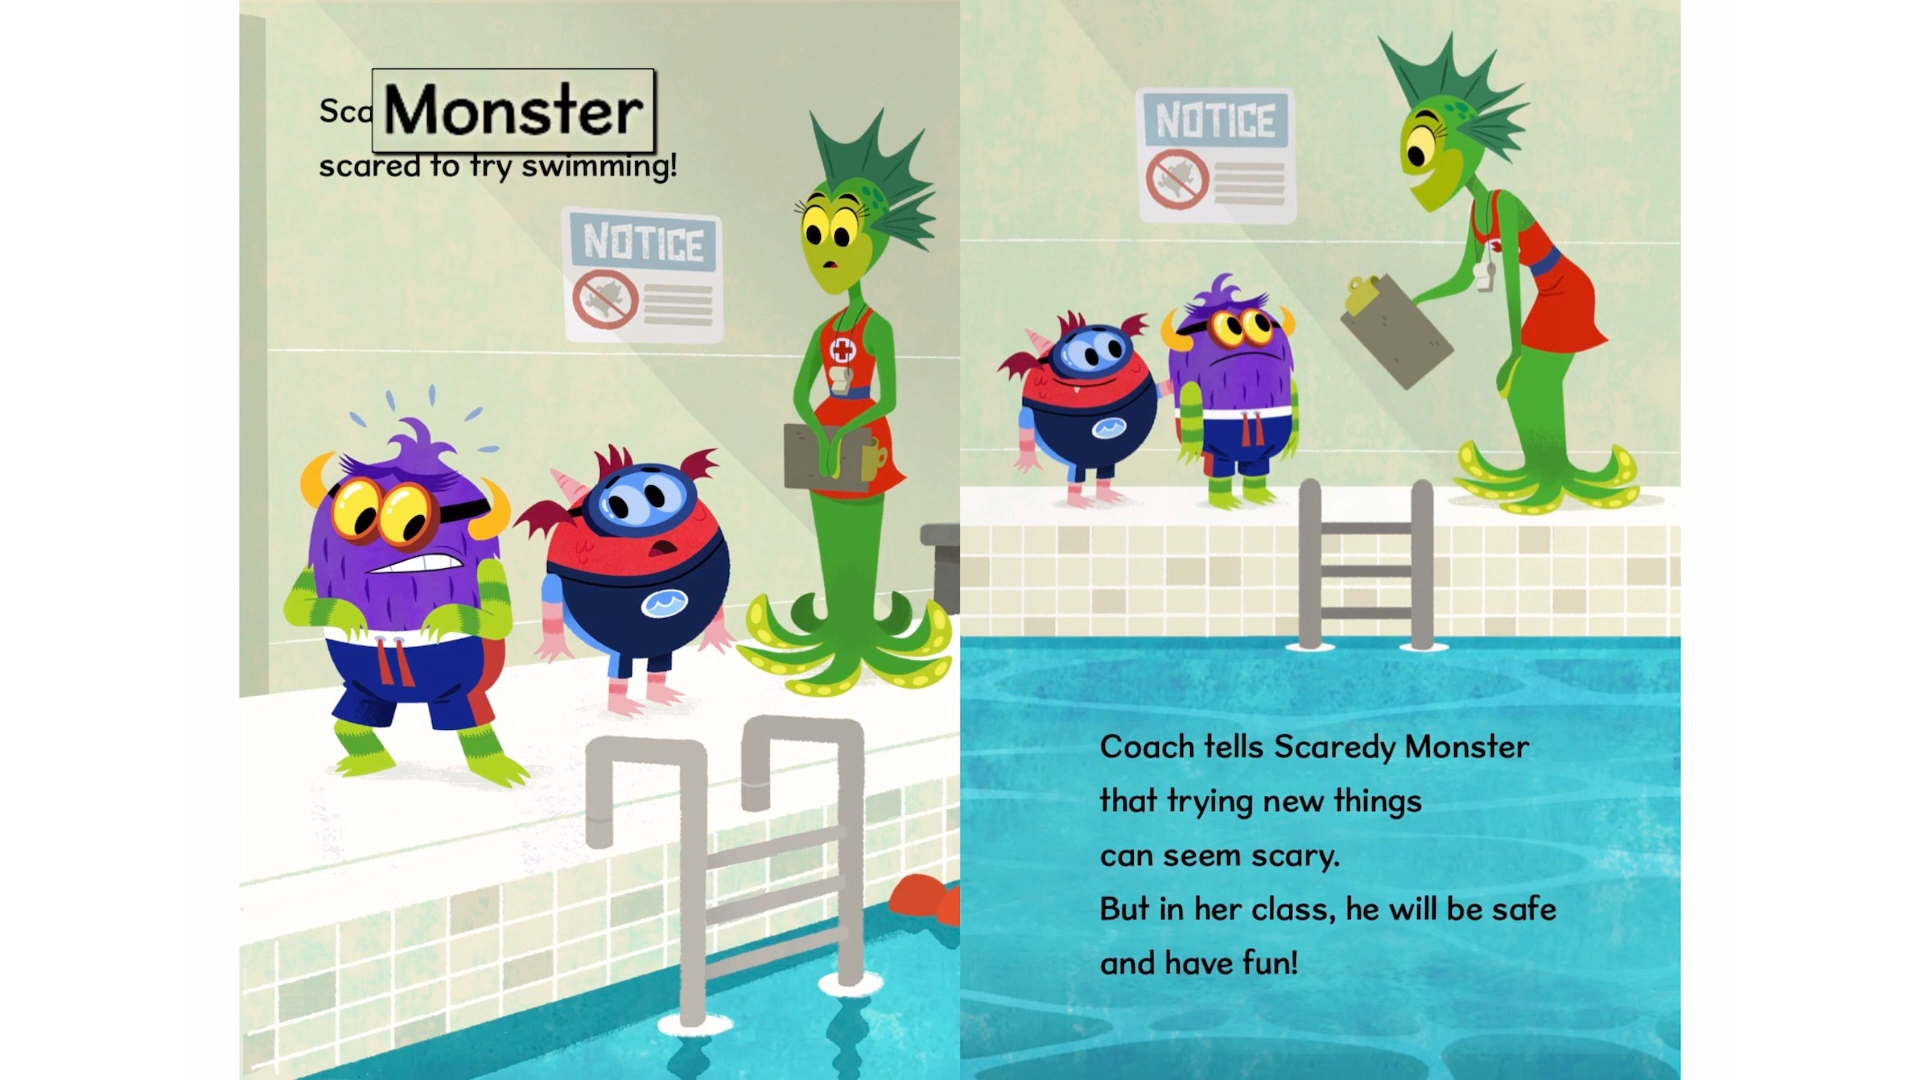 Sca Monster
scared to try swimming!
NOTICE
NOTICE
Coach tells Scaredy Monster
that trying new things
can seem scary.
But in her class, he will be safe
and have fun!